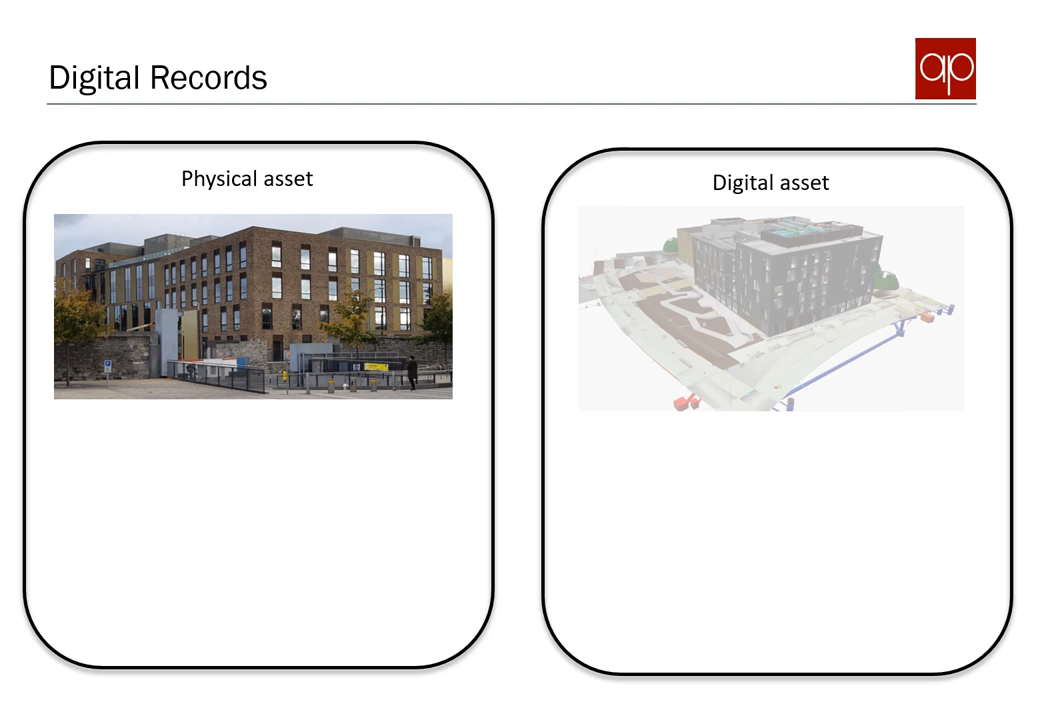 Digital Records
ap
Physical asset
Digital asset